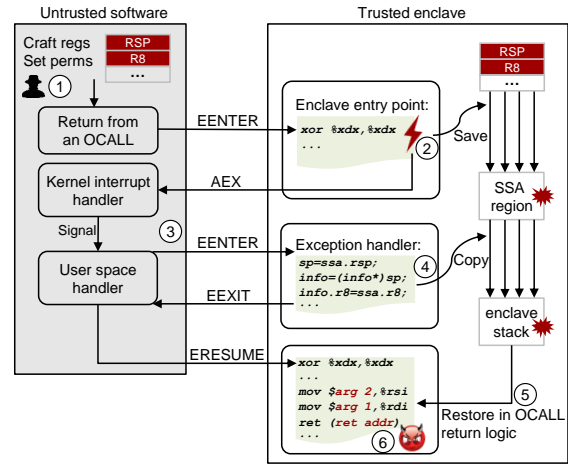 Untrusted software
Trusted enclave
Craft regs
Set perms
RSP
R8
...
1
Return from
an OCALL
EENTER
Enclave entry point:
xor %xdx,%xdx
...
2
Save
RSP
R8
...
AEX
Kernel interrupt
handler
SSA
region
Signal
3
EENTER
Exception handler:
sp=ssa.rsp;
info=(info*)sp;
info.r8=ssa.r8;
...
4
Copy
User space
handler
EEXIT
enclave
stack
ERESUME
xor %xdx,%xdx
...
mov $arg 2,%rsi
mov $arg 1,%rdi
ret (ret addr)
...
6
5
Restore in OCALL
return logic